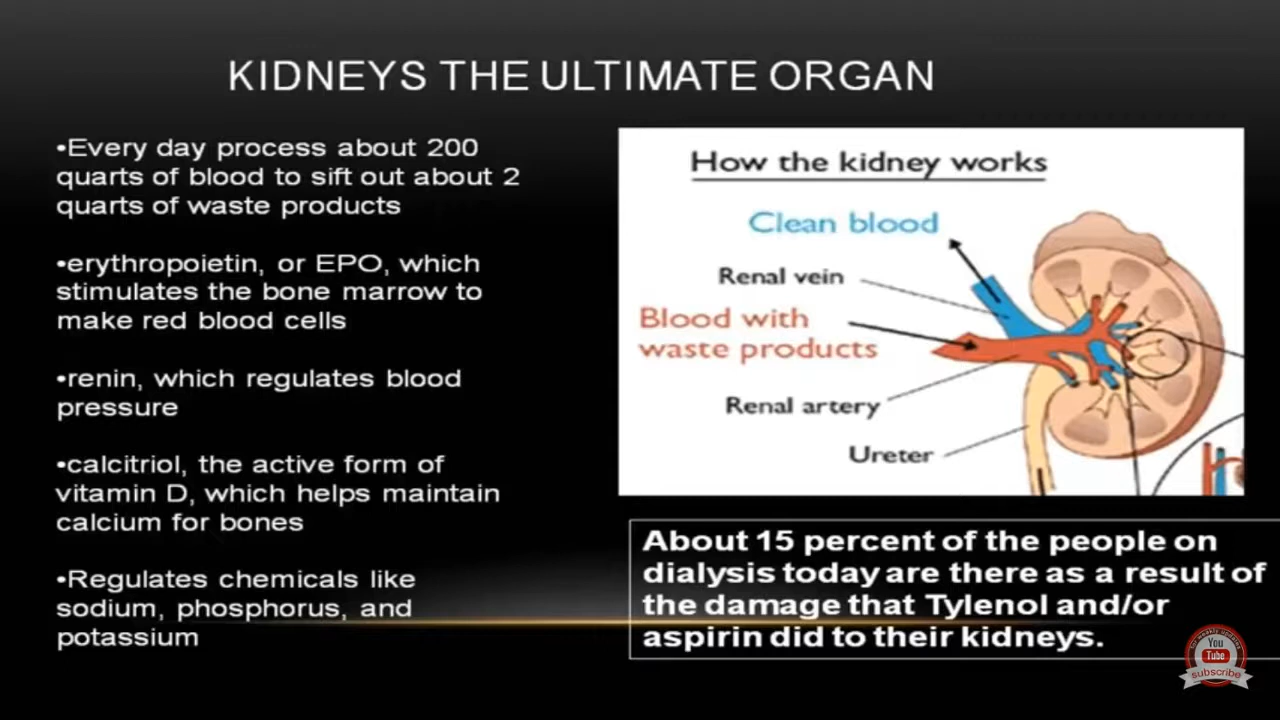 KIDNEYS THE ULTIMATE ORGAN
•Every day process about 200
quarts of blood to sift out about 2
quarts of waste products
•erythropoietin, or EPO, which
stimulates the bone marrow to
make red blood cells
•renin, which regulates blood
pressure
•calcitriol, the active form of
vitamin D, which helps maintain
calcium for bones
•Regulates chemicals like
sodium, phosphorus, and
potassium
How the kidney works
Clean blood
Renal vein
Blood with
waste products
Renal artery
Ureter
About 15 percent of the people on
dialysis today are there as a result of
the damage that Tylenol and/or
aspirin did to their kidneys.
You
Tube
subscribe